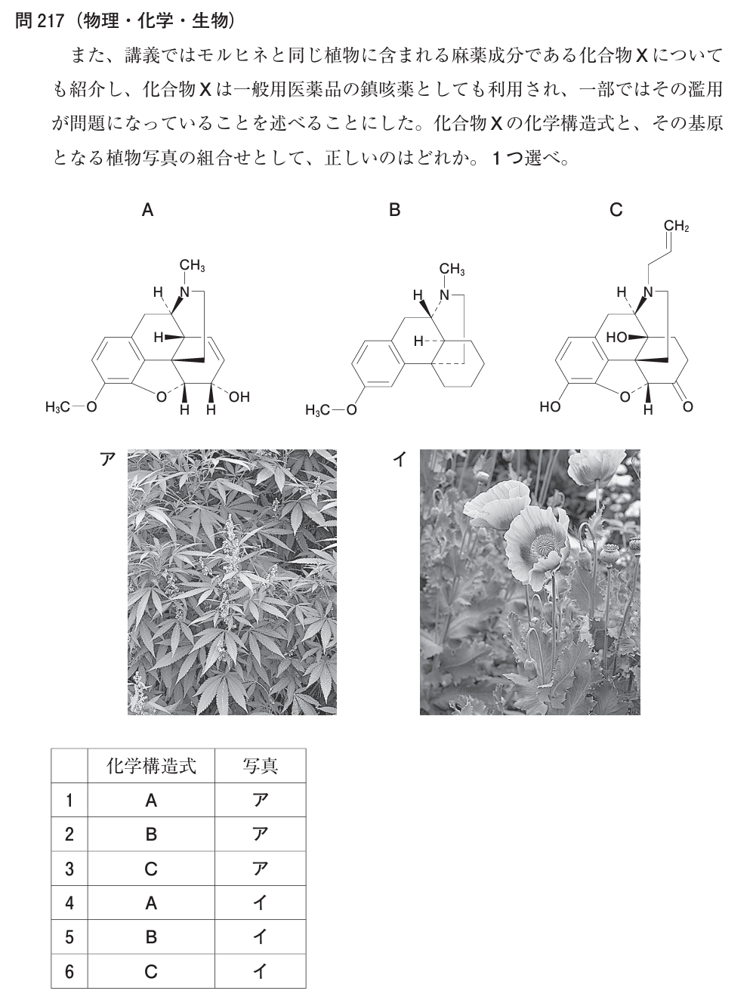 問217（物理・化学・生物）
また、講義ではモルヒネと同じ植物に含まれる麻薬成分である化合物Xについて
も紹介し、化合物Xは一般用医薬品の鎮咳薬としても利用され、一部ではその濫用
が問題になっていることを述べることにした。化合物Xの化学構造式と、その基原
となる植物写真の組合せとして、正しいのはどれか。1つ選べ。
A B C
CH2
CH3 CH3
H N H N H N
H H HO
H3C O O H H OH
H3C O
HO O H O
ア イ
化学構造式 写真
1 A ア
2 B ア
3 C ア
4 A イ
5 B イ
6 C イ